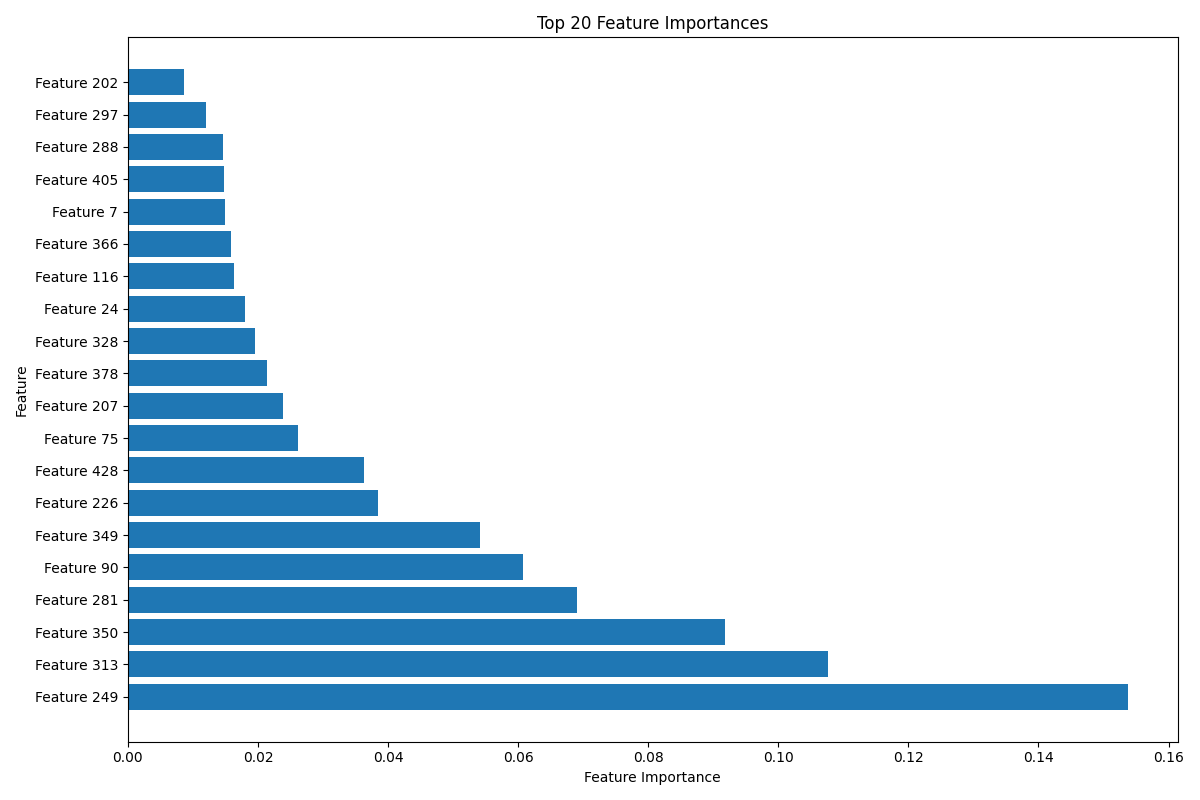 Top 20 Feature Importances
Feature 202
Feature 297
Feature 288
Feature 405
Feature 7
Feature 366
Feature 116
Feature 24
Feature 328
Feature 378
Feature 207
Feature 75
Feature 428
Feature 226
Feature 349
Feature 90
Feature 281
Feature 350
Feature 313
Feature 249
Feature
0.00 0.02 0.04 0.06 0.08 0.10 0.12 0.14 0.16
Feature Importance